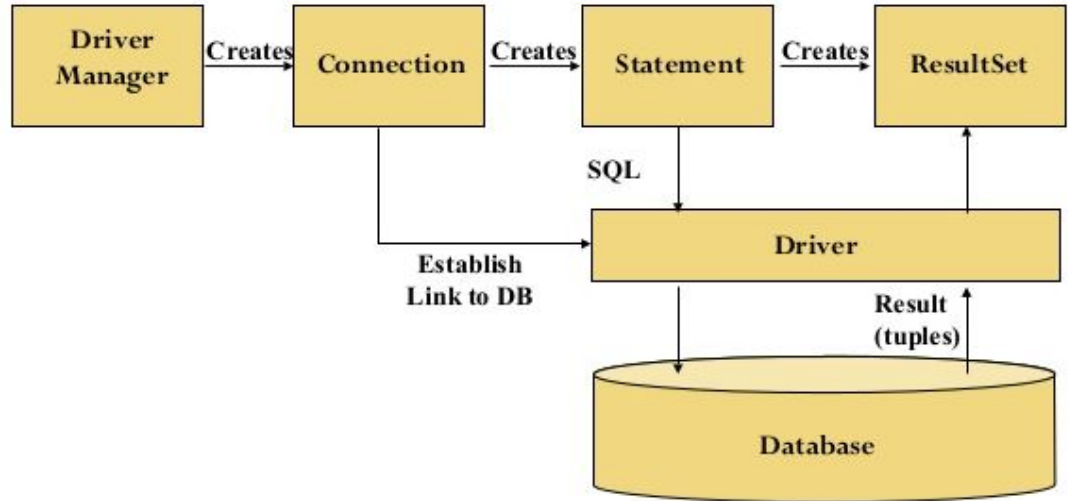 Driver
Manager
Creates
Connection
Creates
Statement
Creates
ResultSet
SQL
Driver
Establish
Link to DB
Result
(tuples)
Database